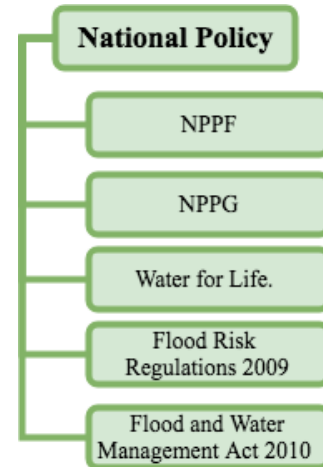 National Policy
NPPF
NPPG
Water for Life.
Flood Risk
Regulations 2009
Flood and Water
Management Act 2010